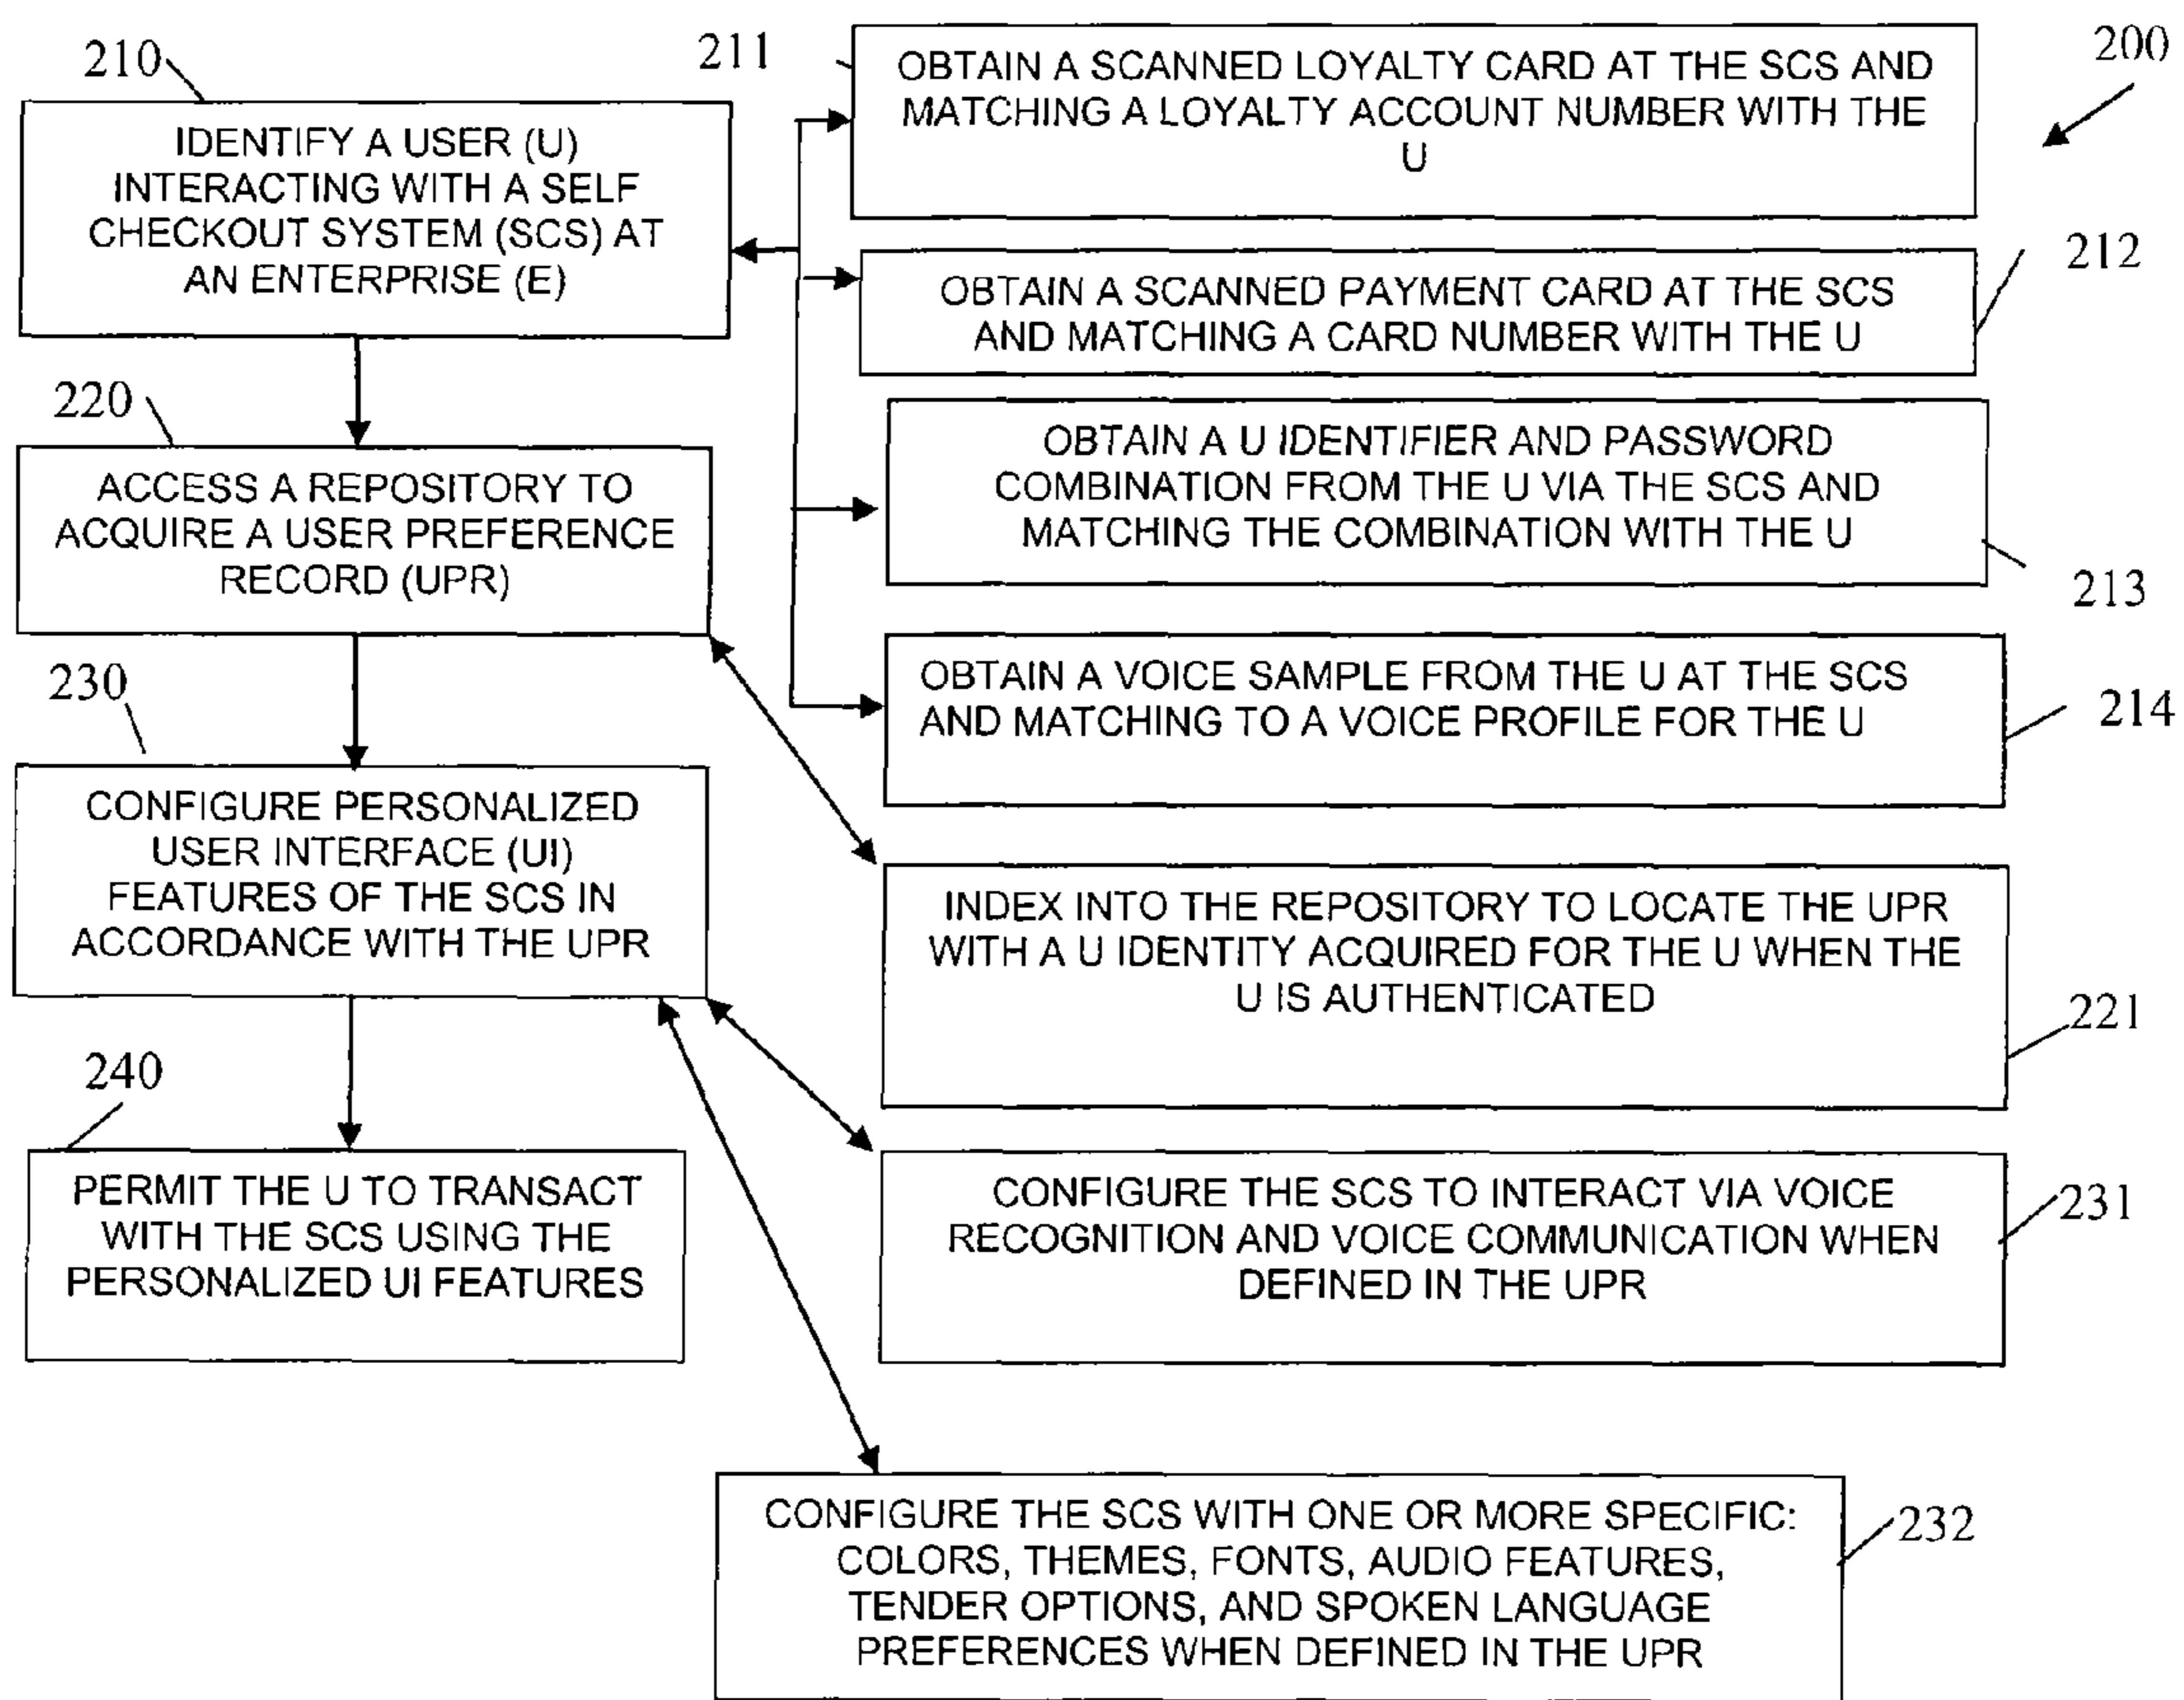 200
210
IDENTIFY A USER (U)
INTERACTING WITH A SELF
CHECKOUT SYSTEM (SCS) AT
AN ENTERPRISE (E)
211
OBTAIN A SCANNED LOYALTY CARD AT THE SCS AND
MATCHING A LOYALTY ACCOUNT NUMBER WITH THE
U
212
OBTAIN A SCANNED PAYMENT CARD AT THE SCS
AND MATCHING A CARD NUMBER WITH THE U
OBTAIN A U IDENTIFIER AND PASSWORD
COMBINATION FROM THE U VIA THE SCS AND
MATCHING THE COMBINATION WITH THE U
213
OBTAIN A VOICE SAMPLE FROM THE U AT THE SCS
AND MATCHING TO A VOICE PROFILE FOR THE U
214
220
ACCESS A REPOSITORY TO
ACQUIRE A USER PREFERENCE
RECORD (UPR)
INDEX INTO THE REPOSITORY TO LOCATE THE UPR
WITH A U IDENTITY ACQUIRED FOR THE U WHEN THE
U IS AUTHENTICATED
221
230
CONFIGURE PERSONALIZED
USER INTERFACE (UI)
FEATURES OF THE SCS IN
ACCORDANCE WITH THE UPR
CONFIGURE THE SCS TO INTERACT VIA VOICE
RECOGNITION AND VOICE COMMUNICATION WHEN
DEFINED IN THE UPR
231
CONFIGURE THE SCS WITH ONE OR MORE SPECIFIC:
COLORS, THEMES, FONTS, AUDIO FEATURES,
TENDER OPTIONS, AND SPOKEN LANGUAGE
PREFERENCES WHEN DEFINED IN THE UPR
232
240
PERMIT THE U TO TRANSACT
WITH THE SCS USING THE
PERSONALIZED UI FEATURES